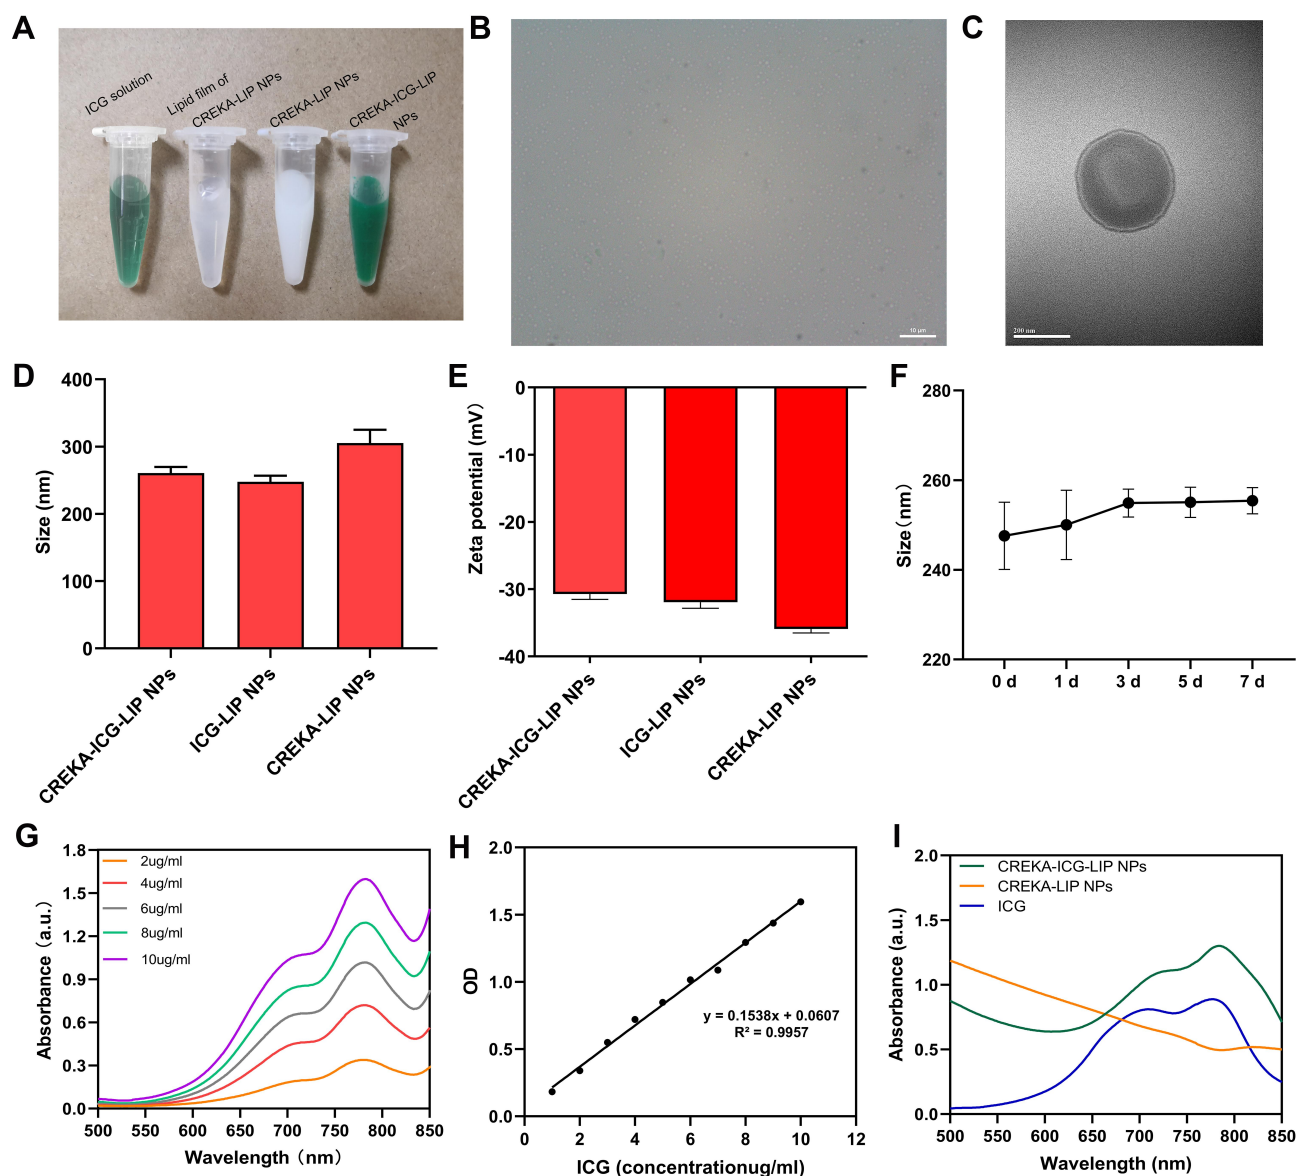 A
ICG solution
Lipid film of
CREKA-LIP NPs
CREKA-LIP NPs
CREKA-ICG-LIP
NPs
B
10 μm
C
200 nm
D
Size (nm)
400
300
200
100
0
CREKA-ICG-LIP NPs
ICG-LIP NPs
CREKA-LIP NPs
E
Zeta potential (mV)
0
-10
-20
-30
-40
CREKA-ICG-LIP NPs
ICG-LIP NPs
CREKA-LIP NPs
F
Size (nm)
280
260
240
220
0 d 1 d 3 d 5 d 7 d
G
Absorbance (a.u.)
1.8
1.5
1.2
0.9
0.6
0.3
0.0
2ug/ml
4ug/ml
6ug/ml
8ug/ml
10ug/ml
500 550 600 650 700 750 800 850
Wavelength (nm)
H
OD
2.0
1.5
1.0
0.5
0.0
y = 0.1538x + 0.0607
R² = 0.9957
0 2 4 6 8 10 12
ICG (concentrationug/ml)
I
Absorbance (a.u.)
2.0
1.5
1.0
0.5
0.0
CREKA-ICG-LIP NPs
CREKA-LIP NPs
ICG
500 550 600 650 700 750 800 850
Wavelength (nm)